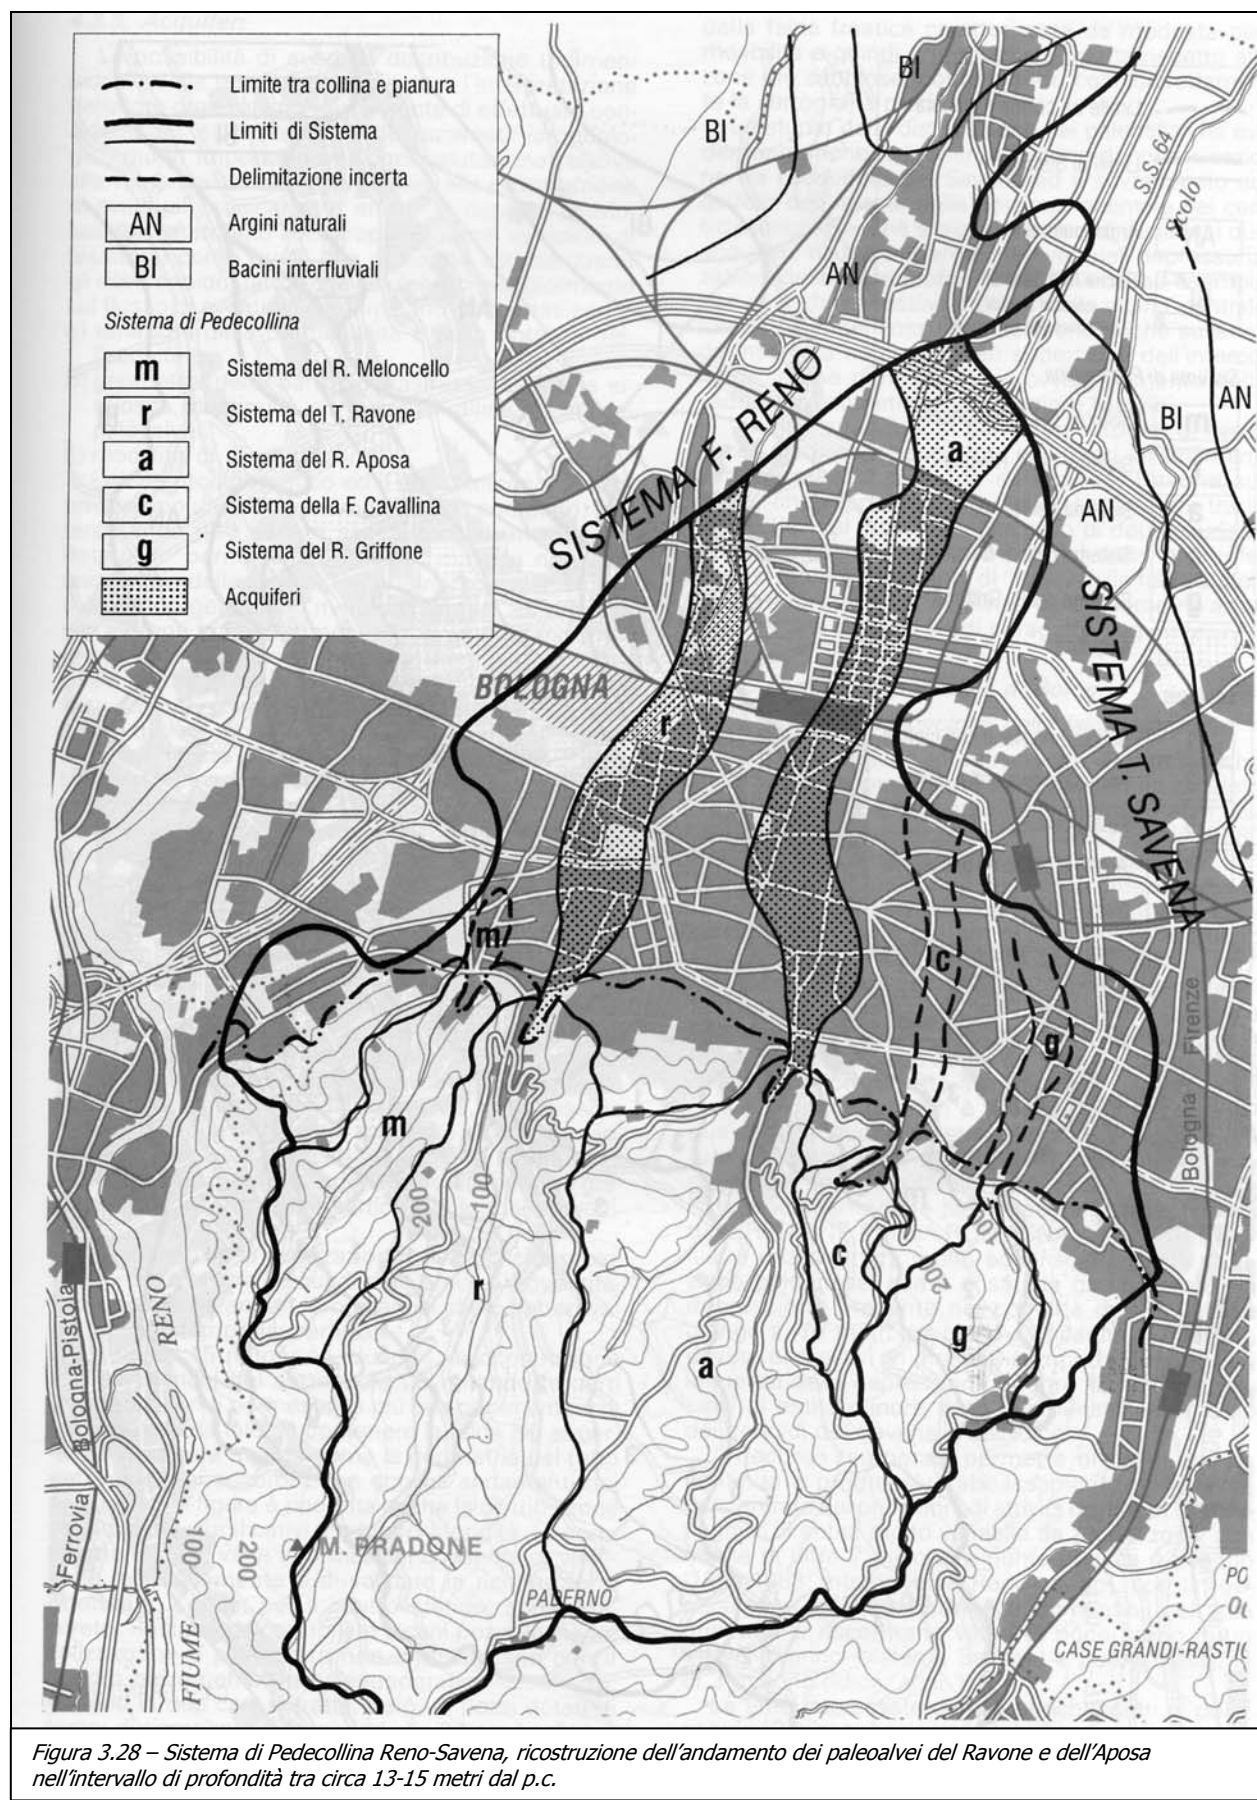 Limite tra collina e pianura
Limiti di Sistema
Delimitazione incerta
AN Argini naturali
BI Bacini interfluviali
Sistema di Pedecollina
m Sistema del R. Meloncello
r Sistema del T. Ravone
a Sistema del R. Aposa
c Sistema della F. Cavallina
g Sistema del R. Griffone
Acquiferi
BI
BI
S.S. 64
Scolo
AN
AN
BI
AN
SISTEMA F. RENO
a
SISTEMA T. SAVENA
BOLOGNA
r
m
c
g
Bologna Firenze
m
200
100
r
a
c
200
g
RENO
FIUME
Bologna-Pistoia
Ferrovia
100
200
M. PRADONE
PADERNO
CASE GRANDI-RASTIG
Figura 3.28 – Sistema di Pedecollina Reno-Savena, ricostruzione dell'andamento dei paleoalvei del Ravone e dell'Aposa
nell'intervallo di profondità tra circa 13-15 metri dal p.c.